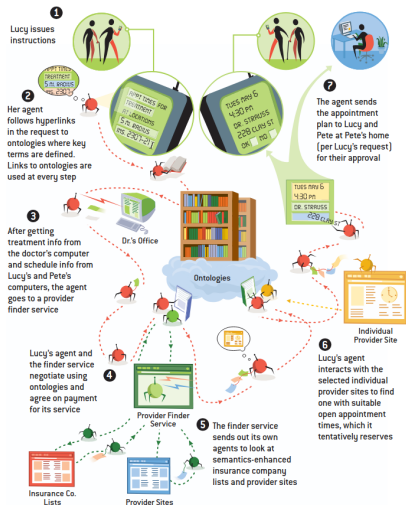 1
Lucy issues
instructions
TREATMENT
5 MI. RADIUS
2
Her agent
follows hyperlinks
in the request to
ontologies where key
terms are defined.
Links to ontologies are
used at every step
APPT TIMES FOR
TREATMENT
LOCATIONS
5 MI. RADIUS
TUES MAY 6
4:30 PM
DR. STRAUSS
228 CLAY ST
OK
NO
7
The agent sends
the appointment
plan to Lucy and
Pete at Pete's home
(per Lucy's request)
for their approval
TUES MAY 6
4:30 PM
DR. STRAUSS
228 CLAY ST
3
After getting
treatment info from
the doctor's computer
and schedule info from
Lucy's and Pete's
computers, the agent
goes to a provider
finder service
Dr.'s Office
Ontologies
Individual
Provider Site
Lucy's agent and
the finder service
negotiate using
ontologies and
agree on payment
for its service
4
Provider Finder
Service
6
Lucy's agent
interacts with the
selected individual
provider sites to find
one with suitable
open appointment
times, which it
tentatively reserves
5
The finder service
sends out its own
agents to look at
semantics-enhanced
insurance company
lists and provider sites
Insurance Co.
Lists
Provider Sites